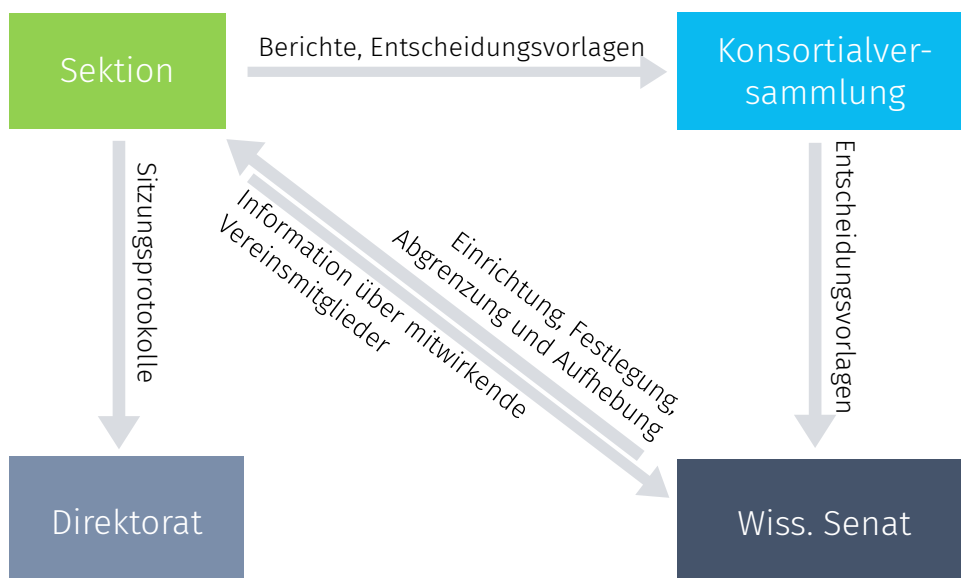 Sektion
Berichte, Entscheidungsvorlagen
Konsortialver-
sammlung
Sitzungsprotokolle
Information über mitwirkende
Vereinsmitglieder
Einrichtung, Festlegung,
Abgrenzung und Aufhebung
Entscheidungsvorlagen
Direktorat
Wiss. Senat